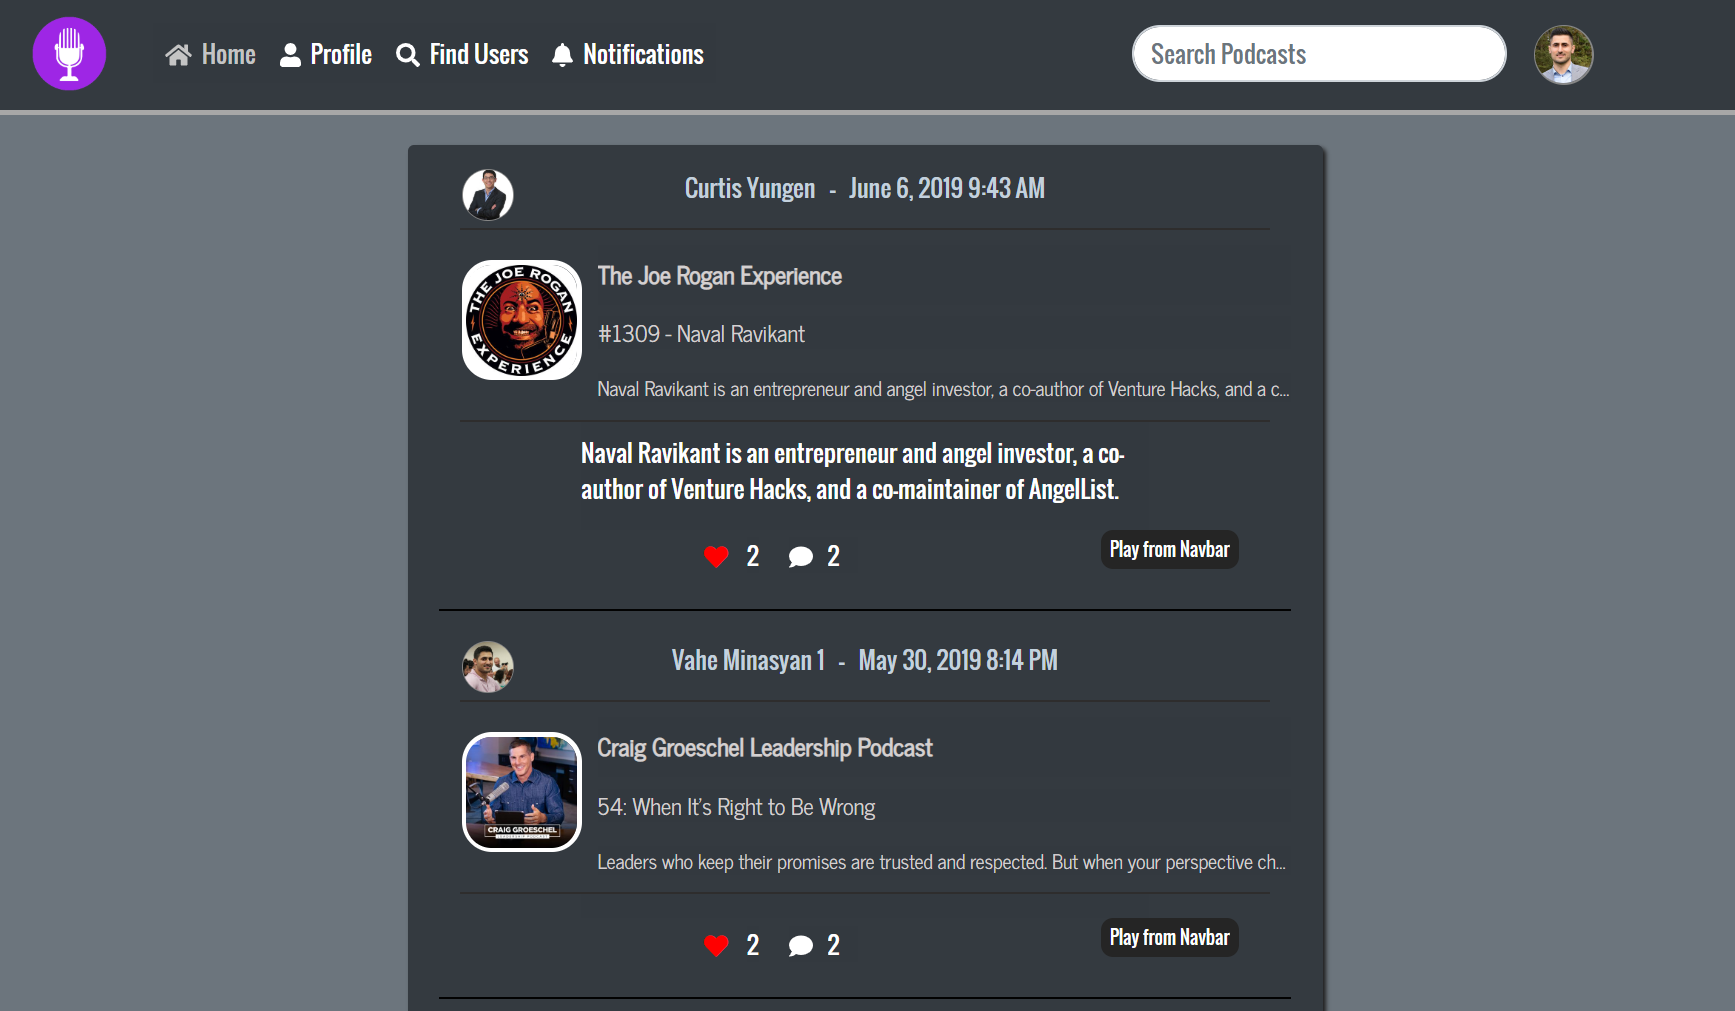 Home Profile Find Users Notifications Search Podcasts
Curtis Yungen - June 6, 2019 9:43 AM
THE JOE ROGAN
EXPERIENCE
The Joe Rogan Experience
#1309 - Naval Ravikant
Naval Ravikant is an entrepreneur and angel investor, a co-author of Venture Hacks, and a c...
Naval Ravikant is an entrepreneur and angel investor, a co-
author of Venture Hacks, and a co-maintainer of AngelList.
2 2 Play from Navbar
Vahe Minasyan 1 - May 30, 2019 8:14 PM
CRAIG GROESCHEL
LEADERSHIP PODCAST
Craig Groeschel Leadership Podcast
54: When It's Right to Be Wrong
Leaders who keep their promises are trusted and respected. But when your perspective ch...
2 2 Play from Navbar